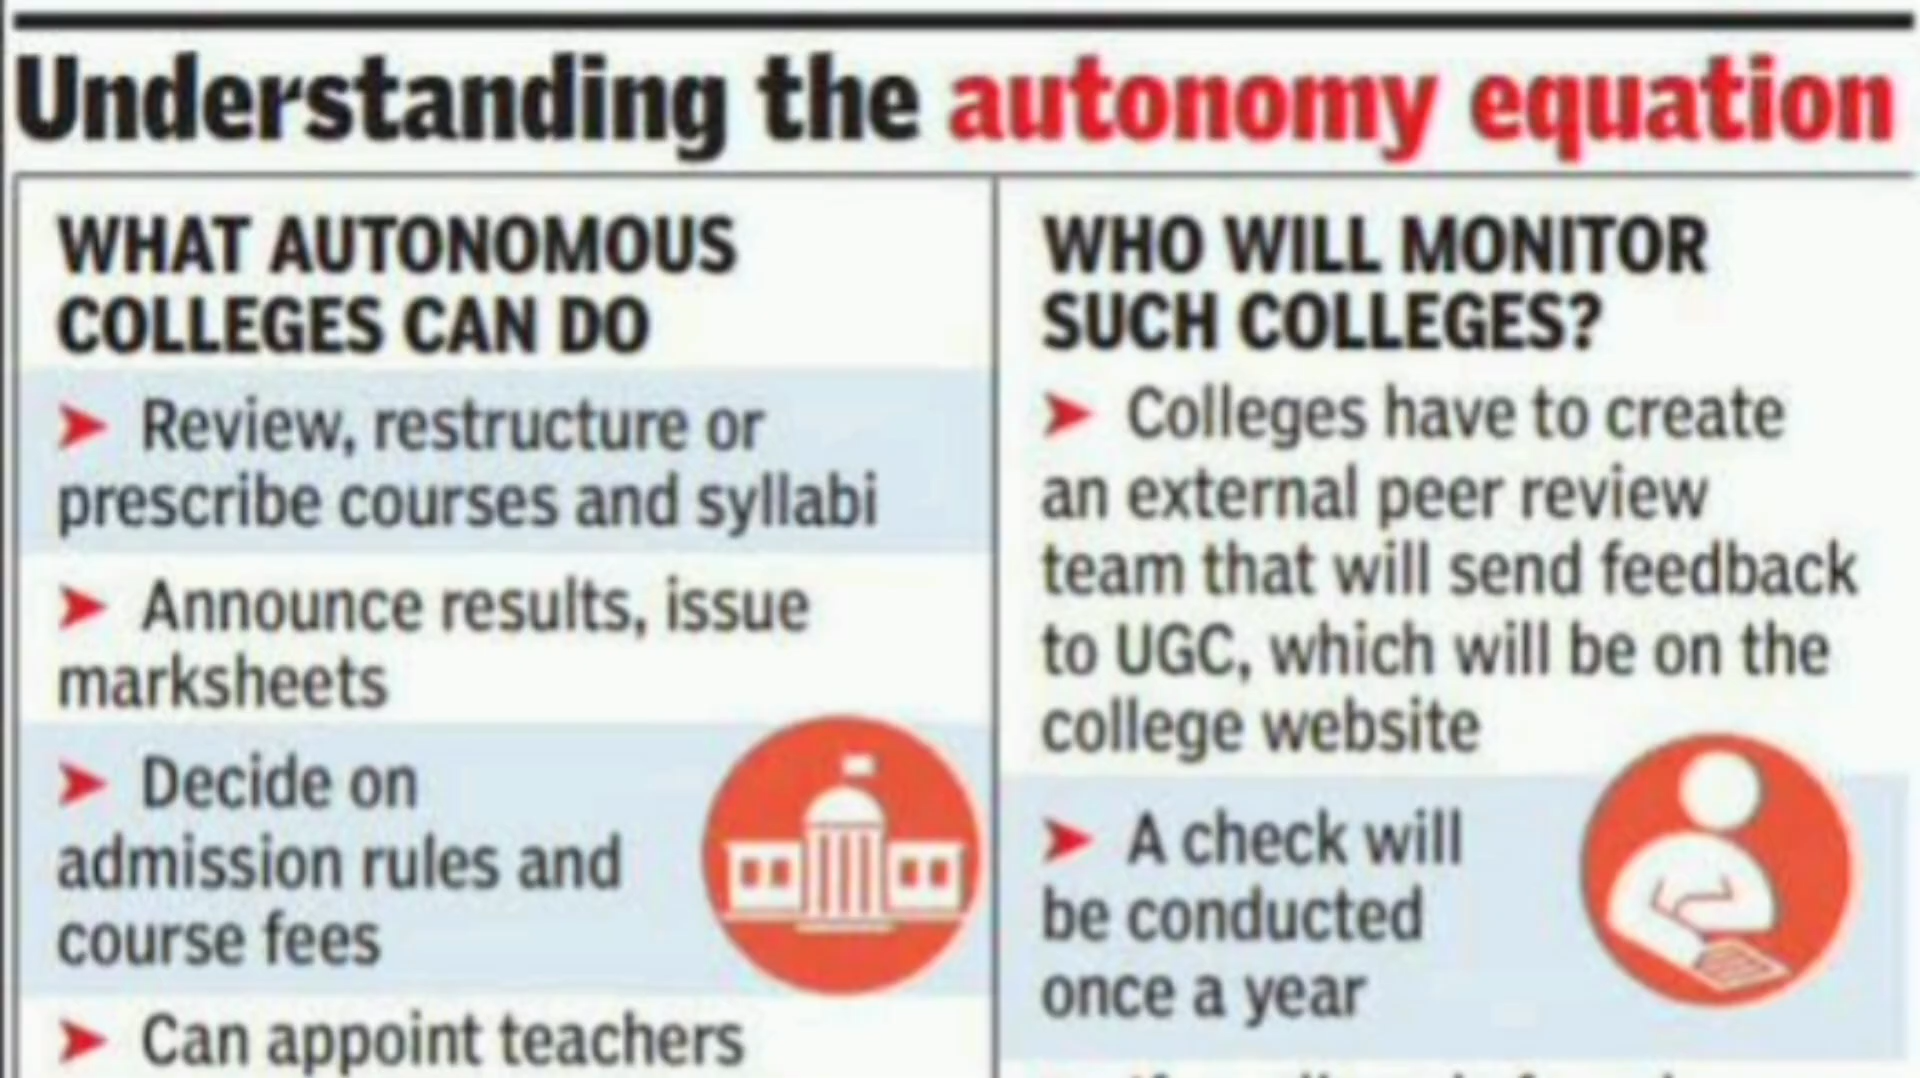 Understanding the autonomy equation
WHAT AUTONOMOUS
COLLEGES CAN DO
➤ Review, restructure or
prescribe courses and syllabi
➤ Announce results, issue
marksheets
➤ Decide on
admission rules and
course fees
➤ Can appoint teachers
WHO WILL MONITOR
SUCH COLLEGES?
➤ Colleges have to create
an external peer review
team that will send feedback
to UGC, which will be on the
college website
➤ A check will
be conducted
once a year